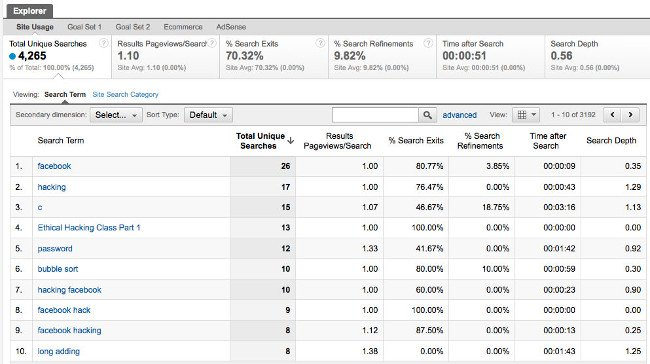 Explorer
Site Usage Goal Set 1 Goal Set 2 Ecommerce AdSense
Total Unique Searches ? Results Pageviews/Search ? % Search Exits ? % Search Refinements ? Time after Search ? Search Depth ?
4,265 1.10 70.32% 9.82% 00:00:51 0.56
% of Total: 100.00% (4,265) Site Avg: 1.10 (0.00%) Site Avg: 70.32% (0.00%) Site Avg: 9.82% (0.00%) Site Avg: 00:00:51 (0.00%) Site Avg: 0.56 (0.00%)
Viewing: Search Term Site Search Category
Secondary dimension: Select... Sort Type: Default advanced View: 1 - 10 of 3192
Search Term Total Unique Searches Results Pageviews/Search % Search Exits % Search Refinements Time after Search Search Depth
1. facebook 26 1.00 80.77% 3.85% 00:00:09 0.35
2. hacking 17 1.00 76.47% 0.00% 00:00:43 1.29
3. c 15 1.07 46.67% 18.75% 00:03:16 1.13
4. Ethical Hacking Class Part 1 13 1.00 100.00% 0.00% 00:00:00 0.00
5. password 12 1.33 41.67% 0.00% 00:01:42 0.92
6. bubble sort 10 1.00 80.00% 10.00% 00:00:59 0.30
7. hacking facebook 10 1.00 60.00% 0.00% 00:00:23 0.90
8. facebook hack 9 1.00 100.00% 0.00% 00:00:00 0.00
9. facebook hacking 8 1.12 87.50% 0.00% 00:00:13 0.25
10. long adding 8 1.38 0.00% 0.00% 00:01:43 1.25